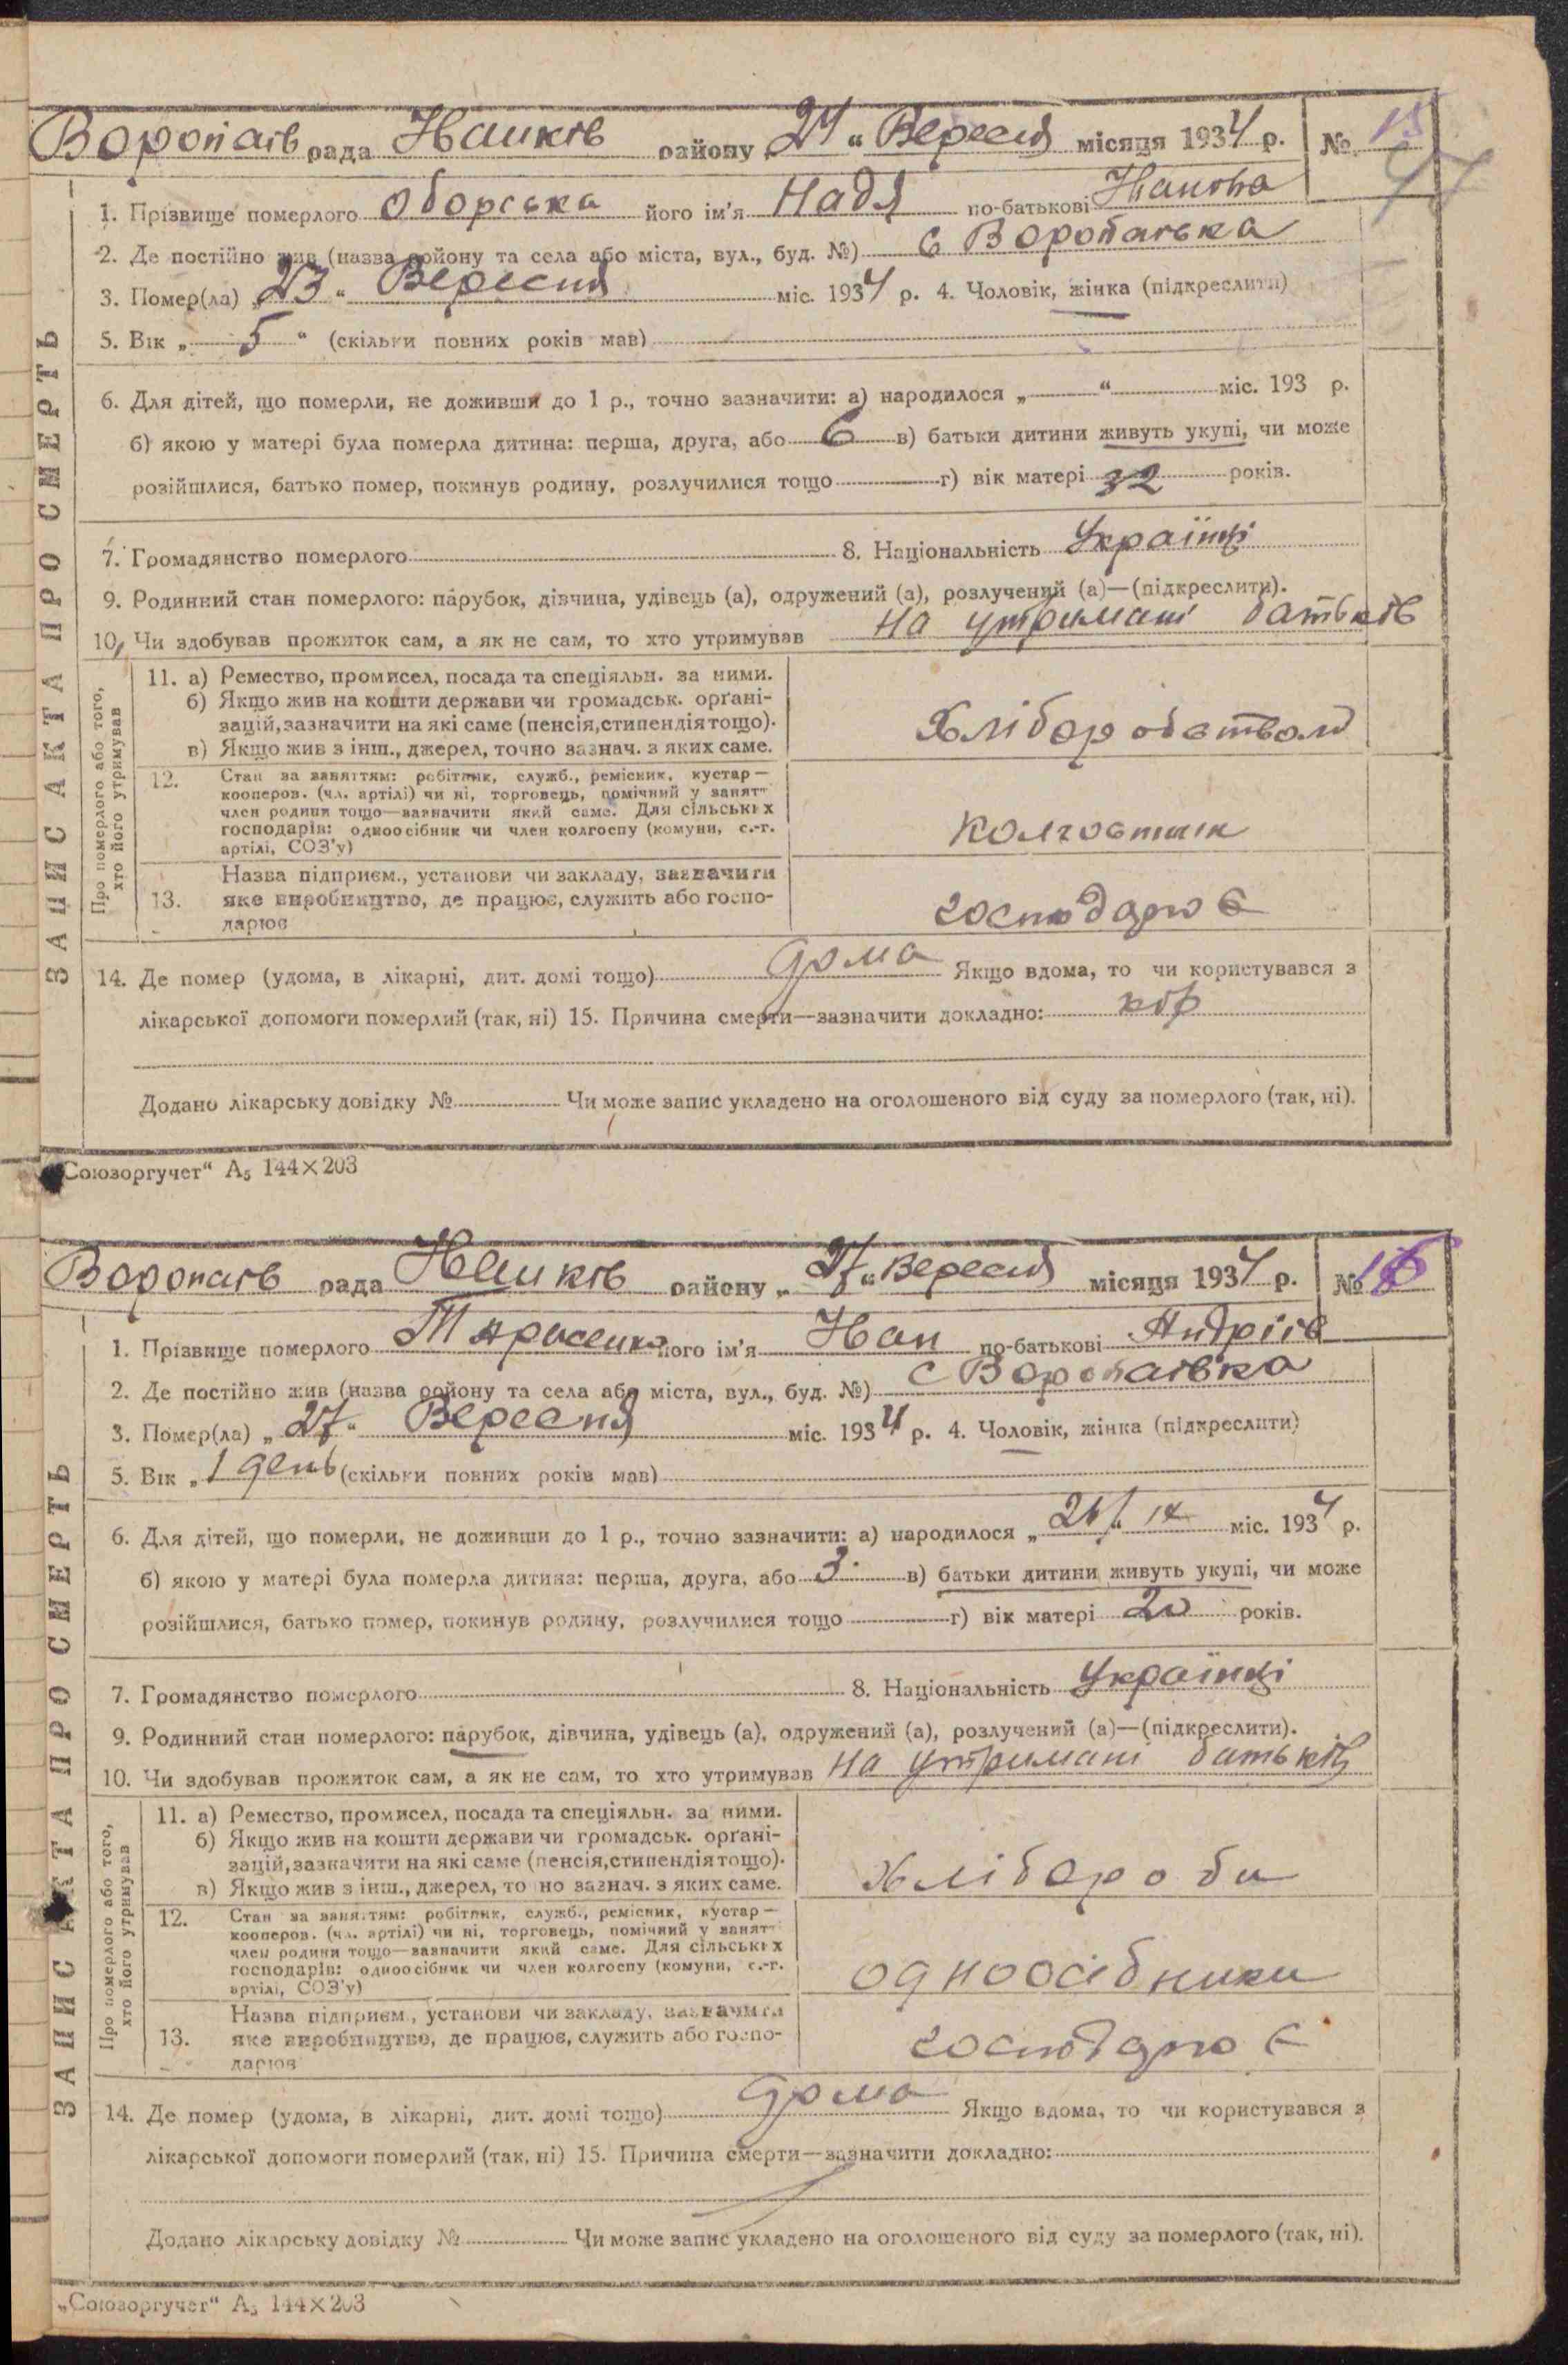 Воропаїв рада Іванків району „24“ Вересня місяця 1934 р. № 15
ЗАПИС АКТА ПРО СМЕРТЬ
1. Прізвище померлого Оборська його ім'я Надя по-батькові Іванова
2. Де постійно жив (назва району та села або міста, вул., буд. №) с Воропаївка
3. Помер(ла) „23“ Вересня міс. 1934 р. 4. Чоловік, жінка (підкреслити)
5. Вік „5“ (скільки повних років мав)
6. Для дітей, що померли, не доживши до 1 р., точно зазначити: а) народилося „ “ міс. 193 р.
б) якою у матері була померла дитина: перша, друга, або 6 в) батьки дитини живуть укупі, чи може
розійшлися, батько помер, покинув родину, розлучилися тощо г) вік матері 32 років.
7. Громадянство померлого 8. Національність Українці
9. Родинний стан померлого: парубок, дівчина, удівець (а), одружений (а), розлучений (а)—(підкреслити).
10. Чи здобував прожиток сам, а як не сам, то хто утримував на утримані батьків
Про померлого або того,
хто його утримував
11. а) Ремество, промисел, посада та спеціяльн. за ними.
б) Якщо жив на кошти держави чи громадськ. орґані-
зацій, зазначити на які саме (пенсія, стипендія тощо).
в) Якщо жив з інш., джерел, точно зазнач. з яких саме.
Хліборобством
12. Стан за заняттям: робітник, служб., ремісник, кустар—
кооперов. (чл. артілі) чи ні, торговець, помічний у занят
член родини тощо—зазначити який саме. Для сільських
господарів: одноосібник чи член колгоспу (комуни, с.-г.
артілі, СОЗ'у)
колгоспник
Назва підприєм., установи чи закладу, зазначити
13. яке виробництво, де працює, служить або госпо-
дарює
господарює
14. Де помер (удома, в лікарні, дит. домі тощо) дома Якщо вдома, то чи користувався з
лікарської допомоги померлий (так, ні) 15. Причина смерти—зазначити докладно: кір
Додано лікарську довідку № Чи може запис укладено на оголошеного від суду за померлого (так, ні).
„Союзоргучет“ А5 144×203
Воропаїв рада Іванків району „27“ Вересня місяця 1934 р. № 16
ЗАПИС АКТА ПРО СМЕРТЬ
1. Прізвище померлого Тарасенко його ім'я Іван по-батькові Андріїв
2. Де постійно жив (назва району та села або міста, вул., буд. №) с Воропаївка
3. Помер(ла) „27“ Вересня міс. 1934 р. 4. Чоловік, жінка (підкреслити)
5. Вік „1 день (скільки повних років мав)
6. Для дітей, що померли, не доживши до 1 р., точно зазначити: а) народилося „26“ ІХ міс. 1934 р.
б) якою у матері була померла дитина: перша, друга, або 3 в) батьки дитини живуть укупі, чи може
розійшлися, батько помер, покинув родину, розлучилися тощо г) вік матері 20 років.
7. Громадянство померлого 8. Національність Українці
9. Родинний стан померлого: парубок, дівчина, удівець (а), одружений (а), розлучений (а)—(підкреслити).
10. Чи здобував прожиток сам, а як не сам, то хто утримував на утримані батьків
Про померлого або того,
хто його утримував
11. а) Ремество, промисел, посада та спеціяльн. за ними.
б) Якщо жив на кошти держави чи громадськ. орґані-
зацій, зазначити на які саме (пенсія, стипендія тощо).
в) Якщо жив з інш., джерел, то но зазнач. з яких саме.
Хлібороби
12. Стан за заняттям: робітник, служб., ремісник, кустар—
кооперов. (чл. артілі) чи ні, торговець, помічний у занят
член родини тощо—зазначити який саме. Для сільських
господарів: одноосібник чи член колгоспу (комуни, с.-г.
артілі, СОЗ'у)
одноосібники
Назва підприєм., установи чи закладу, зазначити
13. яке виробництво, де працює, служить або госпо-
дарює
господарює
14. Де помер (удома, в лікарні, дит. домі тощо) дома Якщо вдома, то чи користувався з
лікарської допомоги померлий (так, ні) 15. Причина смерти—зазначити докладно:
Додано лікарську довідку № Чи може запис укладено на оголошеного від суду за померлого (так, ні).
„Союзоргучет“ А5 144×203